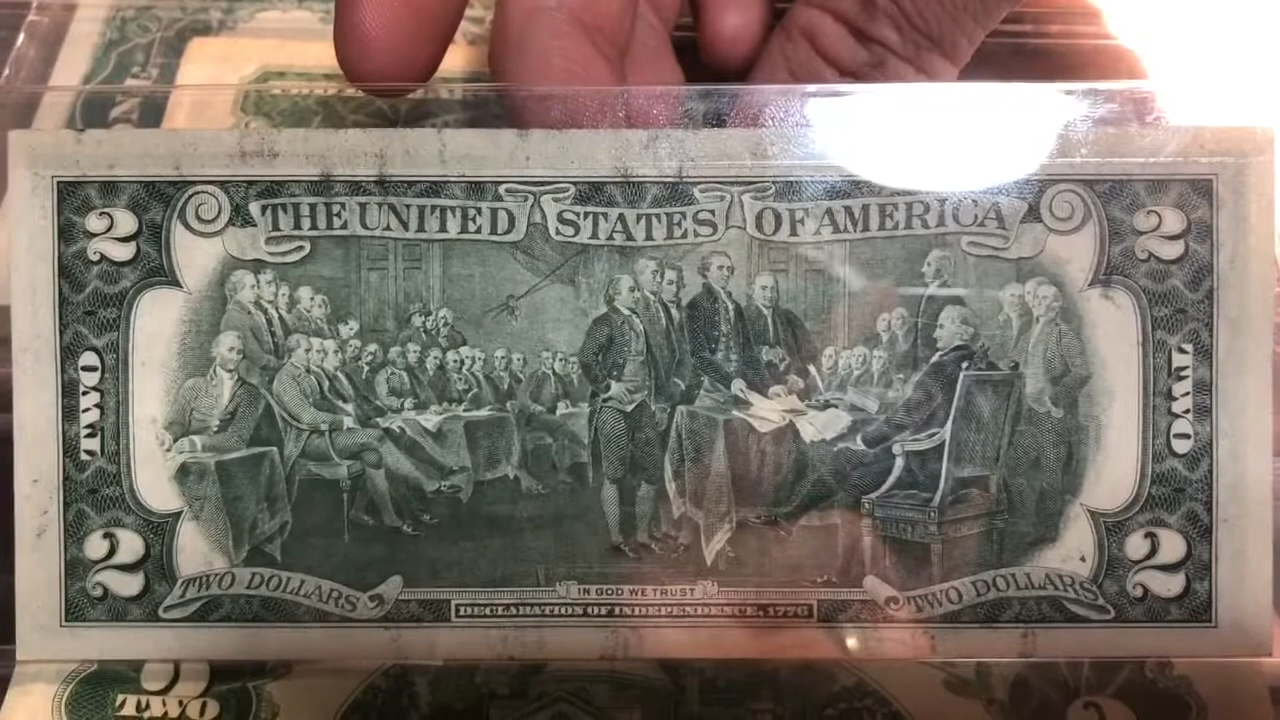 THE UNITED STATES OF AMERICA
2
2
TWO
TWO
2
2
TWO DOLLARS
IN GOD WE TRUST
TWO DOLLARS
DECLARATION OF INDEPENDENCE, 1776
TWO